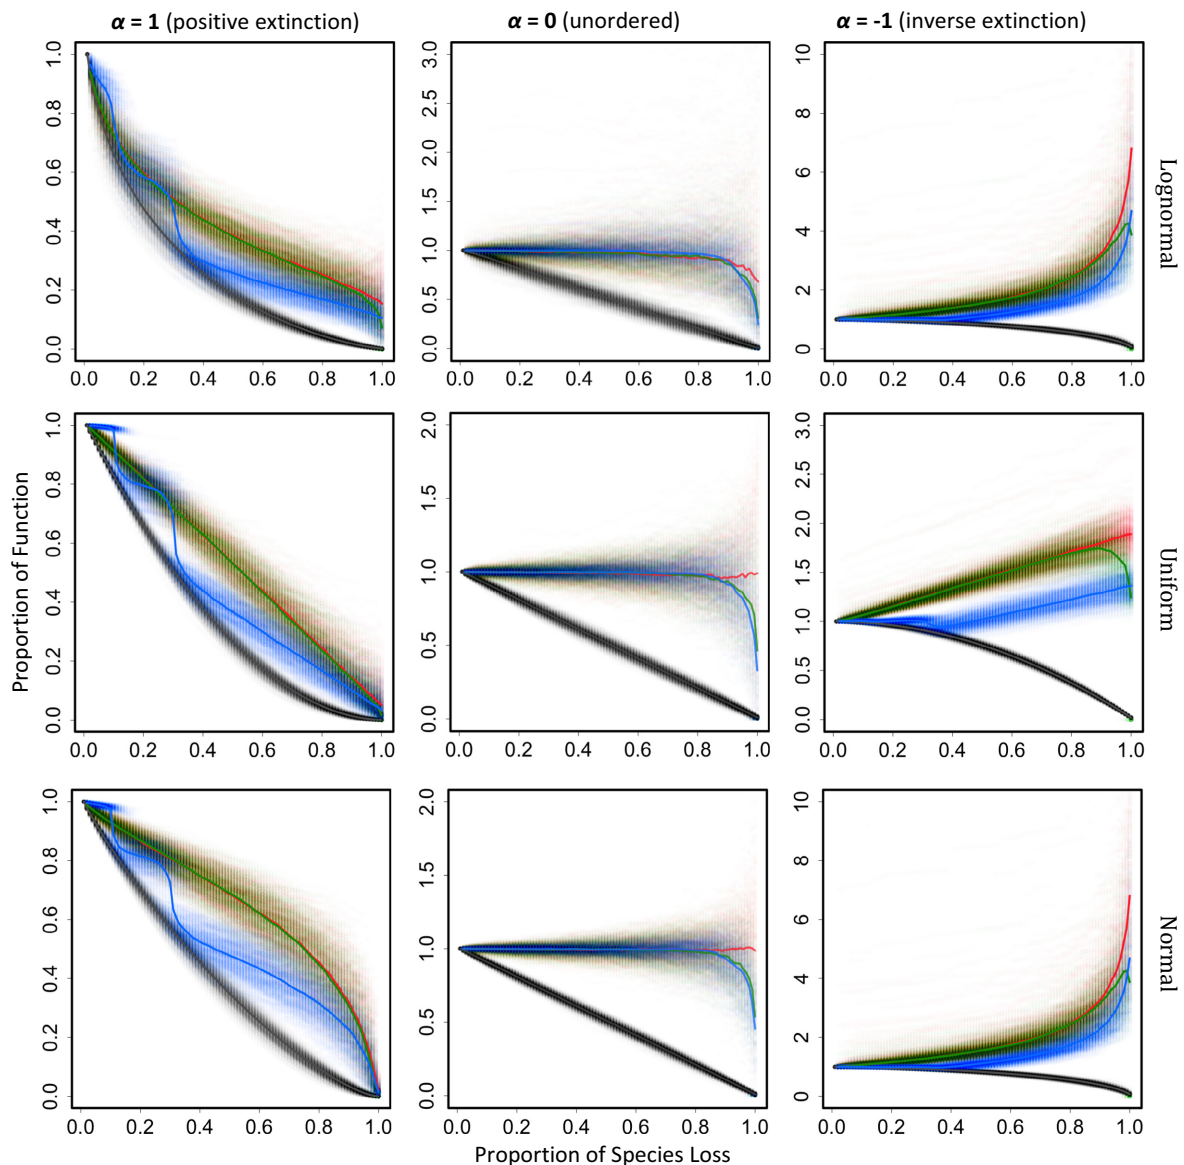 α = 1 (positive extinction)
α = 0 (unordered)
α = -1 (inverse extinction)
0.0 0.2 0.4 0.6 0.8 1.0
0.0 0.2 0.4 0.6 0.8 1.0
0.0 0.5 1.0 1.5 2.0 2.5 3.0
0.0 0.2 0.4 0.6 0.8 1.0
0 2 4 6 8 10
0.0 0.2 0.4 0.6 0.8 1.0
Lognormal
Proportion of Function
0.0 0.2 0.4 0.6 0.8 1.0
0.0 0.2 0.4 0.6 0.8 1.0
0.0 0.5 1.0 1.5 2.0
0.0 0.2 0.4 0.6 0.8 1.0
0.0 0.5 1.0 1.5 2.0 2.5 3.0
0.0 0.2 0.4 0.6 0.8 1.0
Uniform
0.0 0.2 0.4 0.6 0.8 1.0
0.0 0.2 0.4 0.6 0.8 1.0
0.0 0.5 1.0 1.5 2.0
0.0 0.2 0.4 0.6 0.8 1.0
0 2 4 6 8 10
0.0 0.2 0.4 0.6 0.8 1.0
Normal
Proportion of Species Loss